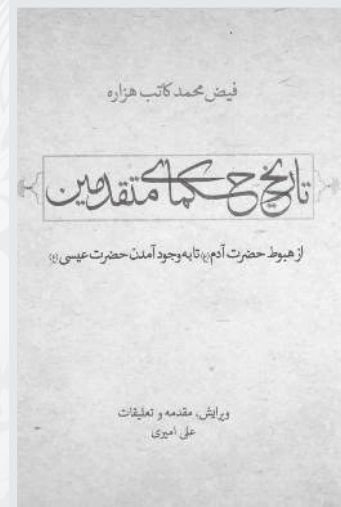 فیض محمد کاتب هزاره
تاریخ حکمای متقدمین
از هبوط حضرت آدم (ع) تا به وجود آمدن حضرت عیسی (ع)
ویرایش، مقدمه و تعلیقات
علی امیری